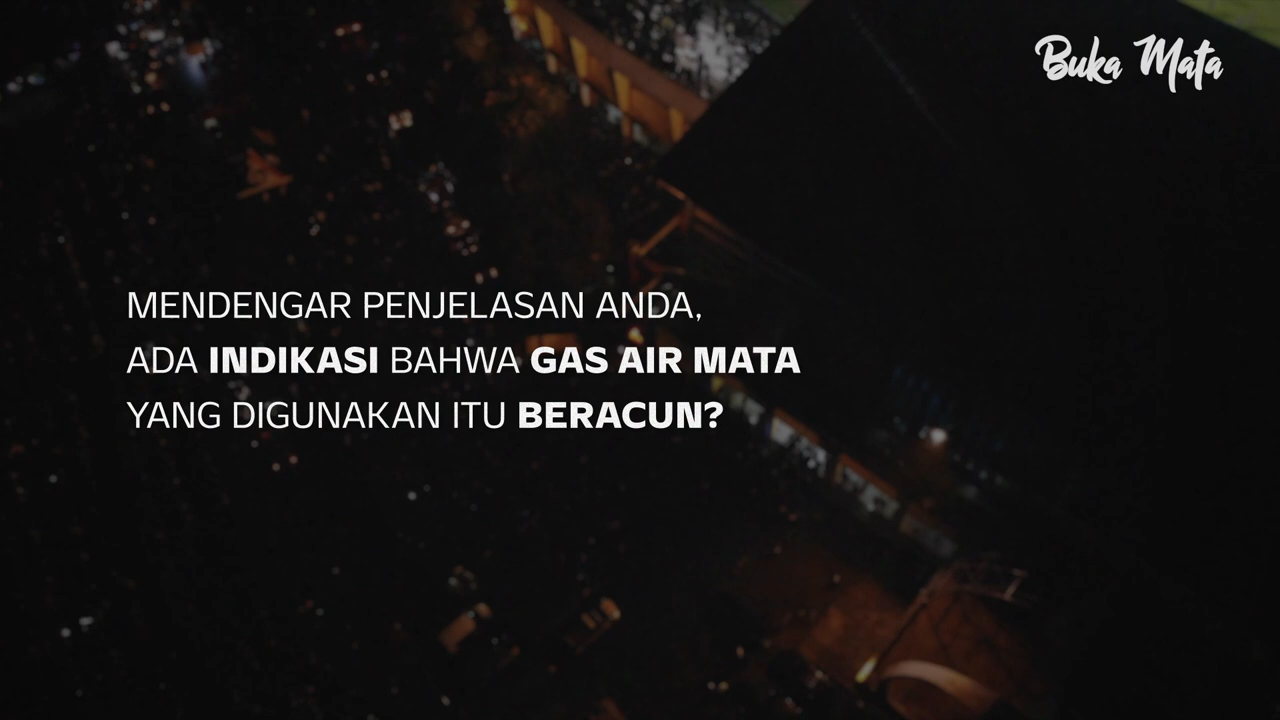 Buka Mata
MENDENGAR PENJELASAN ANDA,
ADA INDIKASI BAHWA GAS AIR MATA
YANG DIGUNAKAN ITU BERACUN?